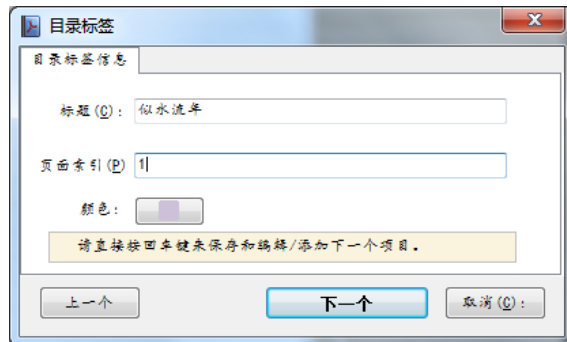 目录标签
目录标签信息
标题(C): 似水流年
页面索引(P) 1
颜色:
请直接按回车键来保存和编辑/添加下一个项目.
上一个 下一个 取消(C):